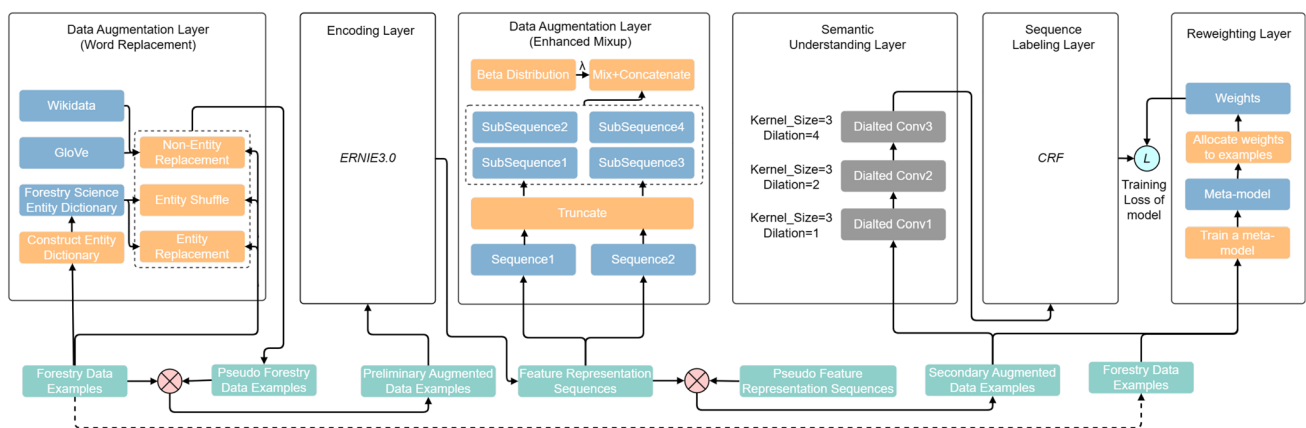 Data Augmentation Layer
(Word Replacement)
Wikidata
GloVe
Forestry Science
Entity Dictionary
Construct Entity
Dictionary
Non-Entity
Replacement
Entity Shuffle
Entity
Replacement
Encoding Layer
ERNIE3.0
Data Augmentation Layer
(Enhanced Mixup)
Beta Distribution
λ
Mix+Concatenate
SubSequence2
SubSequence4
SubSequence1
SubSequence3
Truncate
Sequence1
Sequence2
Semantic
Understanding Layer
Kernel_Size=3
Dilation=4
Dialted Conv3
Kernel_Size=3
Dilation=2
Dialted Conv2
Kernel_Size=3
Dilation=1
Dialted Conv1
Sequence
Labeling Layer
CRF
L
Training
Loss of
model
Reweighting Layer
Weights
Allocate weights
to examples
Meta-model
Train a meta-
model
Forestry Data
Examples
Pseudo Forestry
Data Examples
Preliminary Augmented
Data Examples
Feature Representation
Sequences
Pseudo Feature
Representation Sequences
Secondary Augmented
Data Examples
Forestry Data
Examples